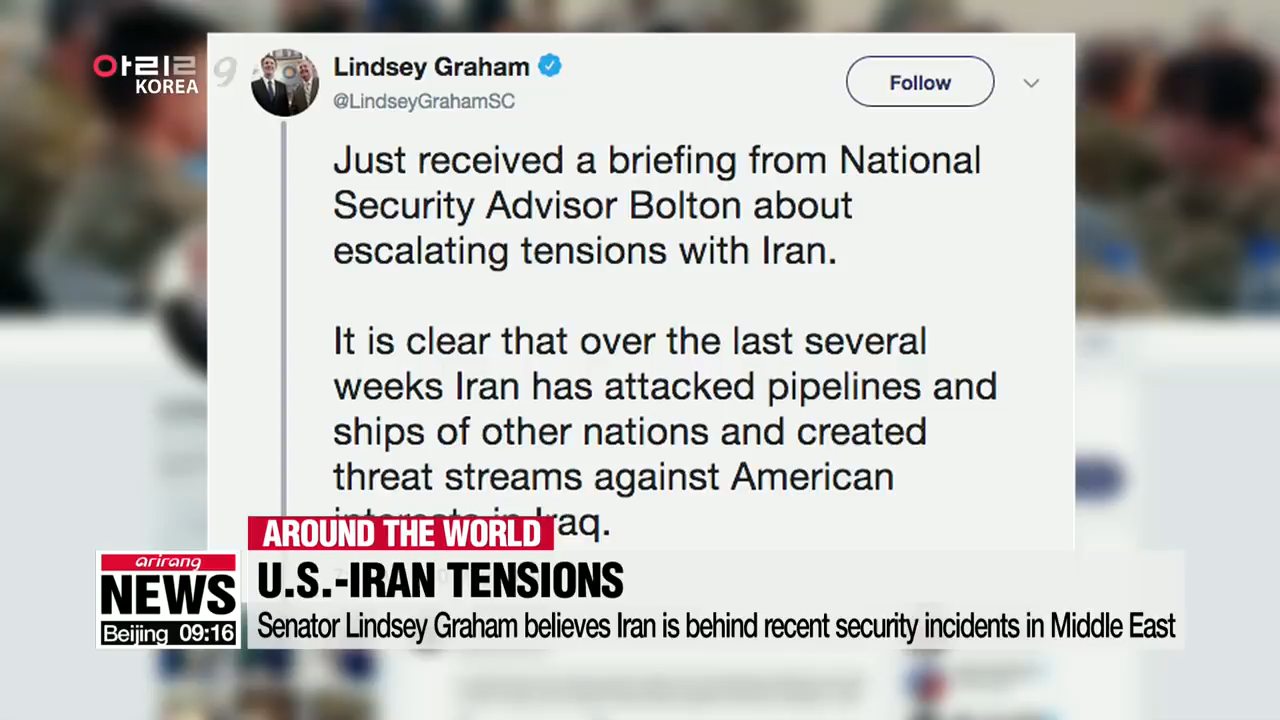 아리랑
KOREA
Lindsey Graham
@LindseyGrahamSC
Follow
Just received a briefing from National
Security Advisor Bolton about
escalating tensions with Iran.
It is clear that over the last several
weeks Iran has attacked pipelines and
ships of other nations and created
threat streams against American
interests in Iraq.
AROUND THE WORLD
arirang
NEWS
Beijing 09:16
U.S.-IRAN TENSIONS
Senator Lindsey Graham believes Iran is behind recent security incidents in Middle East